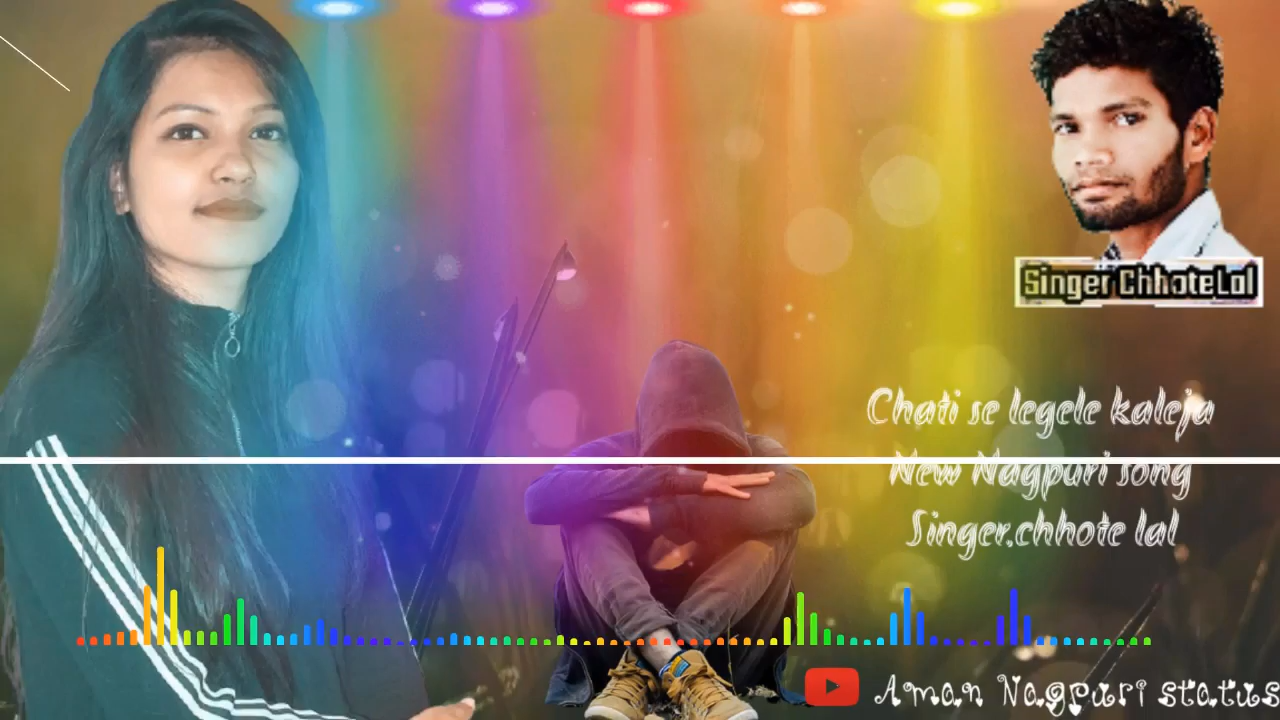 Singer ChhoteLal
Chati se legele kaleja
New Nagpuri song
Singer.chhote lal
Aman Nagpuri status